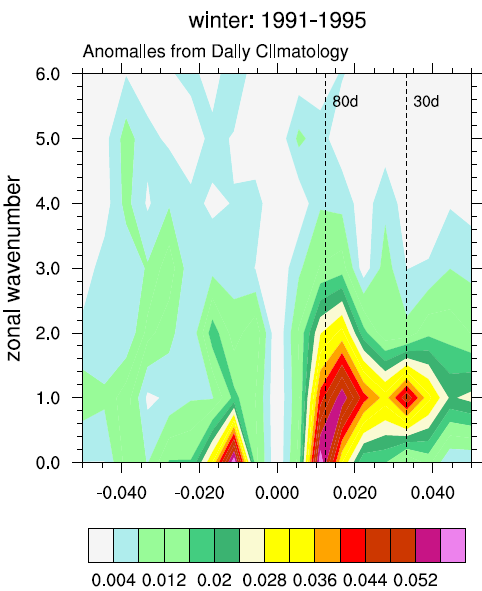 winter: 1991-1995
Anomalies from Daily Climatology
80d 30d
6.0
5.0
4.0
3.0
2.0
1.0
0.0
zonal wavenumber
-0.040 -0.020 0.000 0.020 0.040
0.004 0.012 0.02 0.028 0.036 0.044 0.052